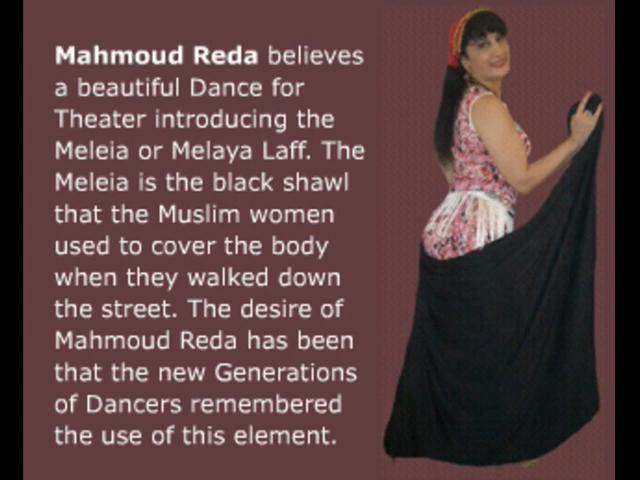 Mahmoud Reda believes
a beautiful Dance for
Theater introducing the
Meleia or Melaya Laff. The
Meleia is the black shawl
that the Muslim women
used to cover the body
when they walked down
the street. The desire of
Mahmoud Reda has been
that the new Generations
of Dancers remembered
the use of this element.